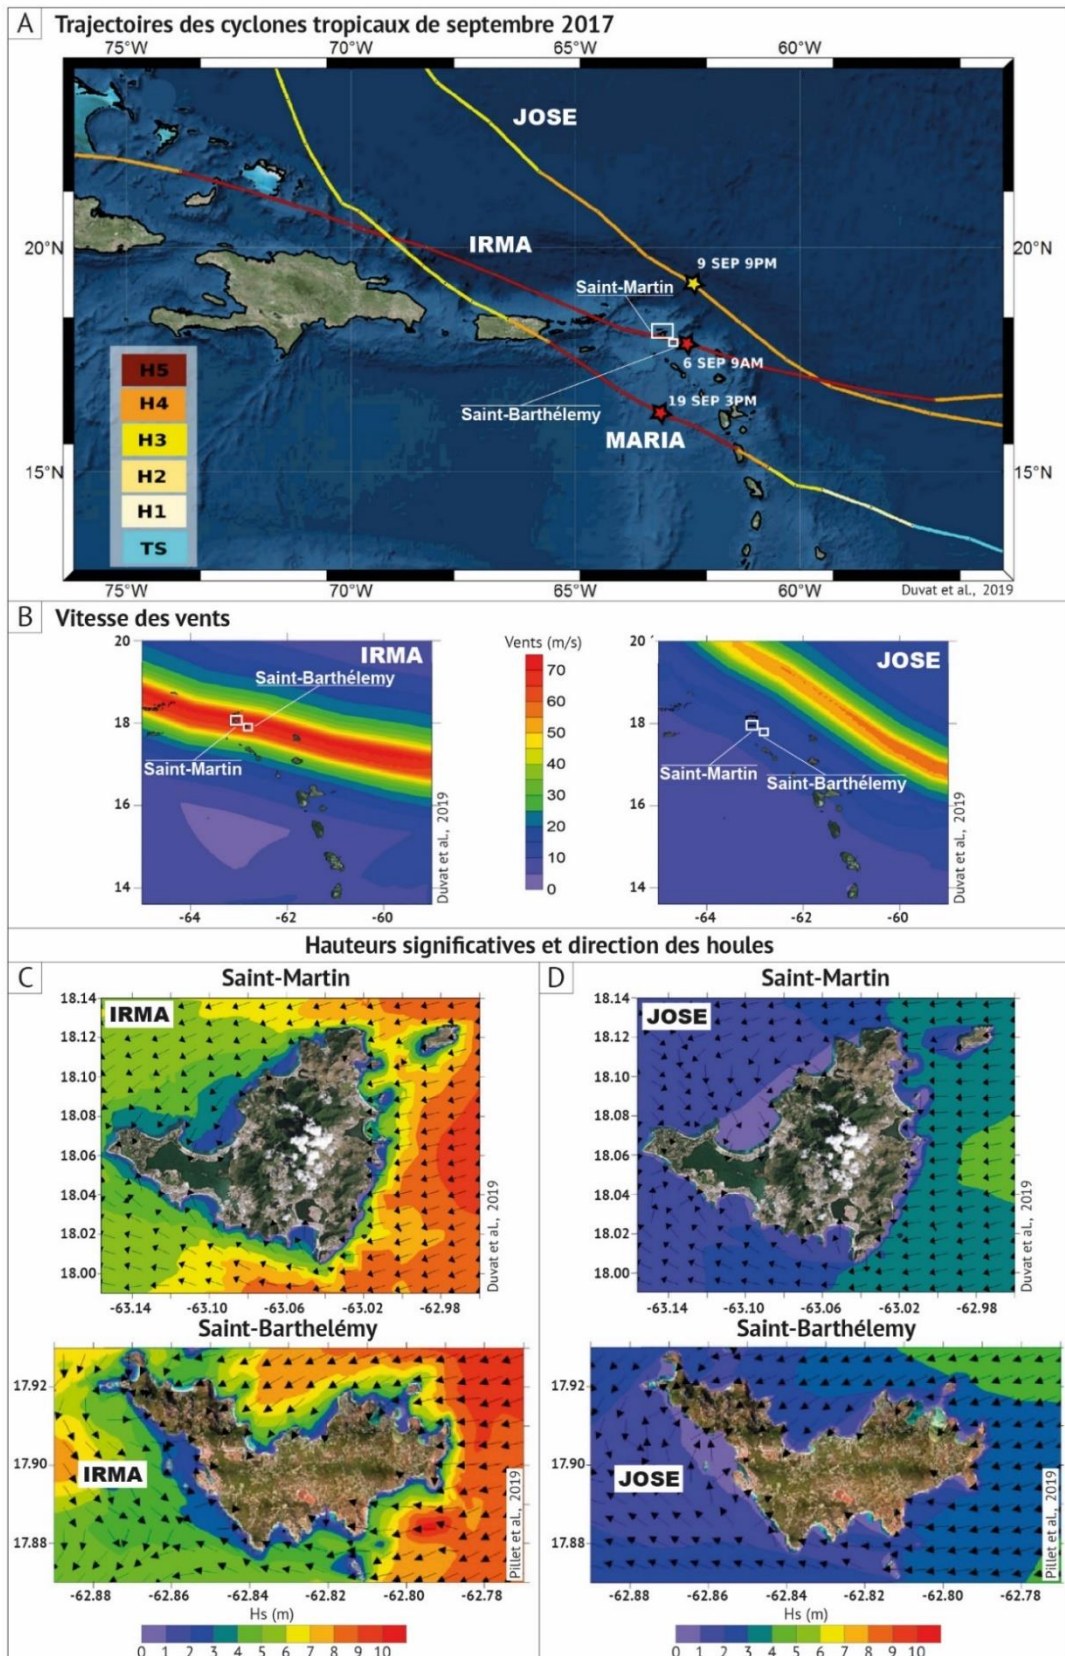 A Trajectoires des cyclones tropicaux de septembre 2017
75°W 70°W 65°W 60°W
JOSE
20°N IRMA 20°N
9 SEP 9PM
Saint-Martin
6 SEP 9AM
Saint-Barthélemy
19 SEP 3PM
MARIA
15°N 15°N
H5
H4
H3
H2
H1
TS
75°W 70°W 65°W 60°W
Duvat et al., 2019
B Vitesse des vents
IRMA
Saint-Barthélemy
Saint-Martin
20
18
16
14
-64 -62 -60
Duvat et al., 2019
Vents (m/s)
70
60
50
40
30
20
10
0
JOSE
Saint-Martin
Saint-Barthélemy
20
18
16
14
-64 -62 -60
Duvat et al., 2019
Hauteurs significatives et direction des houles
C Saint-Martin
IRMA
18.14
18.12
18.10
18.08
18.06
18.04
18.02
18.00
-63.14 -63.10 -63.06 -63.02 -62.98
Duvat et al., 2019
Saint-Barthelémy
IRMA
17.92
17.90
17.88
-62.88 -62.86 -62.84 -62.82 -62.80 -62.78
Pillet et al., 2019
Hs (m)
0 1 2 3 4 5 6 7 8 9 10
D Saint-Martin
JOSE
18.14
18.12
18.10
18.08
18.06
18.04
18.02
18.00
-63.14 -63.10 -63.06 -63.02 -62.98
Duvat et al., 2019
Saint-Barthélemy
JOSE
17.92
17.90
17.88
-62.88 -62.86 -62.84 -62.82 -62.80 -62.78
Pillet et al., 2019
Hs (m)
0 1 2 3 4 5 6 7 8 9 10